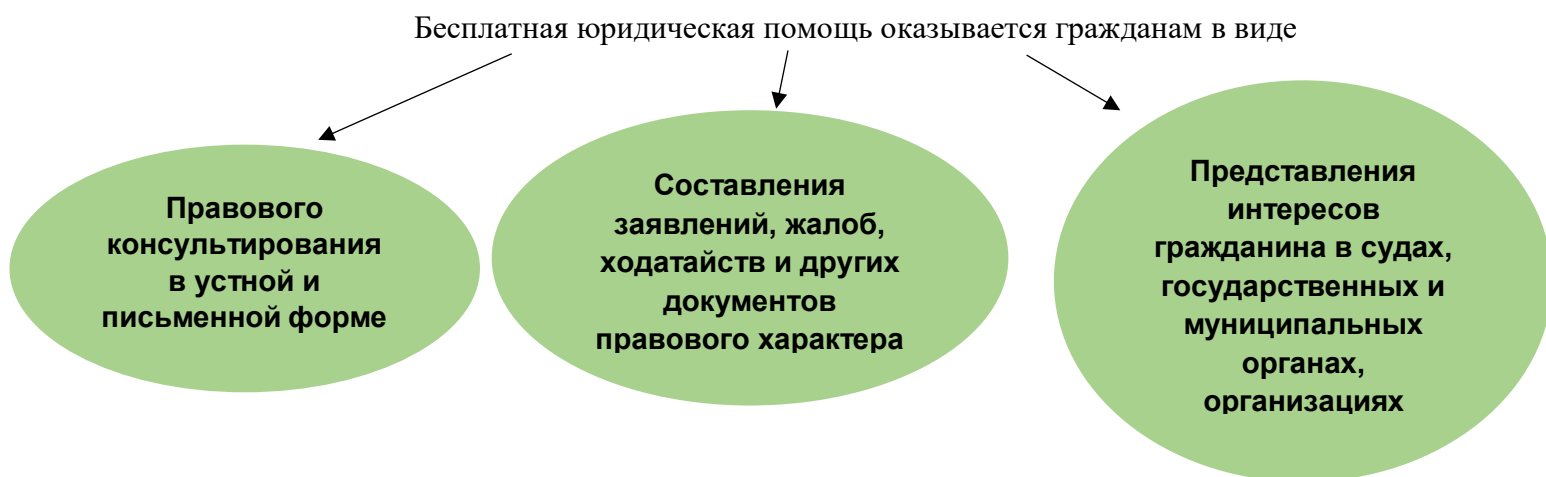 Бесплатная юридическая помощь оказывается гражданам в виде
Правового
консультирования
в устной и
письменной форме
Составления
заявлений, жалоб,
ходатайств и других
документов
правового характера
Представления
интересов
гражданина в судах,
государственных и
муниципальных
органах,
организациях